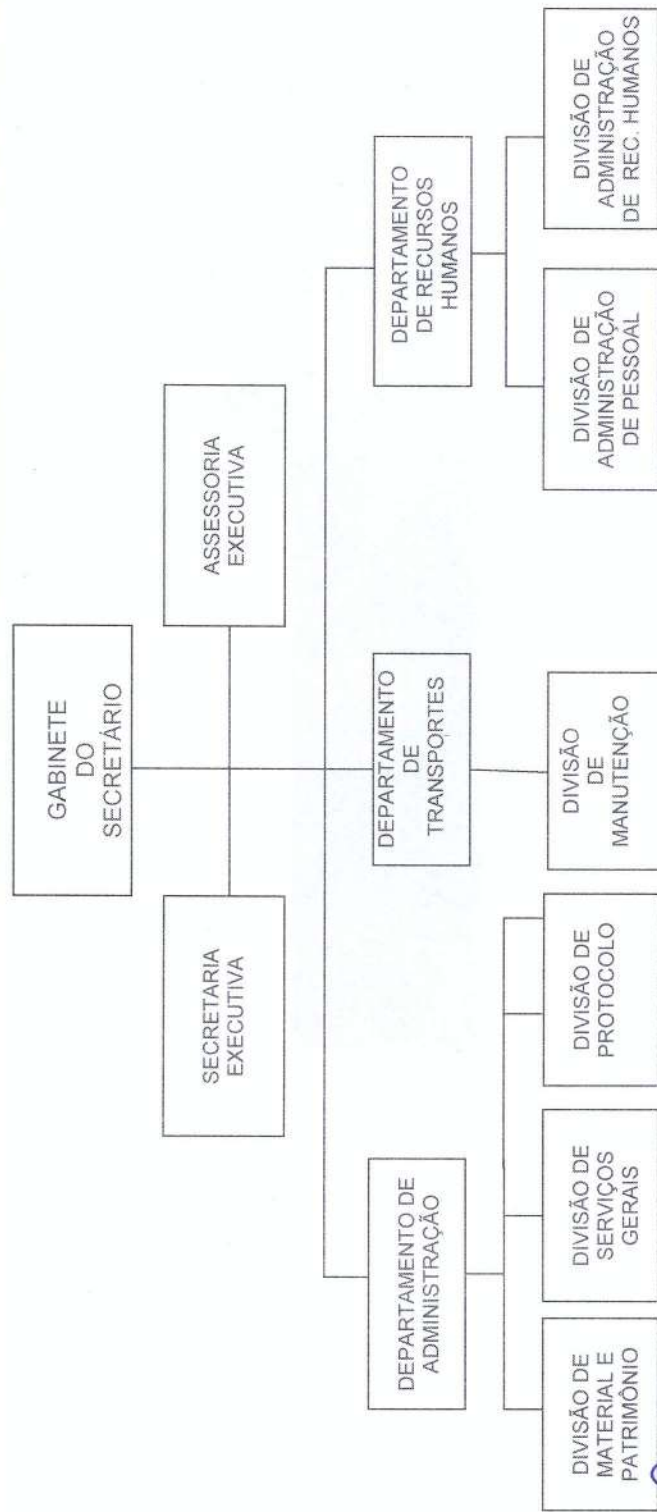 GABINETE
DO
SECRETÁRIO
SECRETARIA
EXECUTIVA
ASSESSORIA
EXECUTIVA
DEPARTAMENTO DE
ADMINISTRAÇÃO
DEPARTAMENTO
DE
TRANSPORTES
DEPARTAMENTO
DE RECURSOS
HUMANOS
DIVISÃO DE
MATERIAL E
PATRIMÔNIO
DIVISÃO DE
SERVIÇOS
GERAIS
DIVISÃO DE
PROTOCOLO
DIVISÃO
DE
MANUTENÇÃO
DIVISÃO DE
ADMINISTRAÇÃO
DE PESSOAL
DIVISÃO DE
ADMINISTRAÇÃO
DE REC. HUMANOS